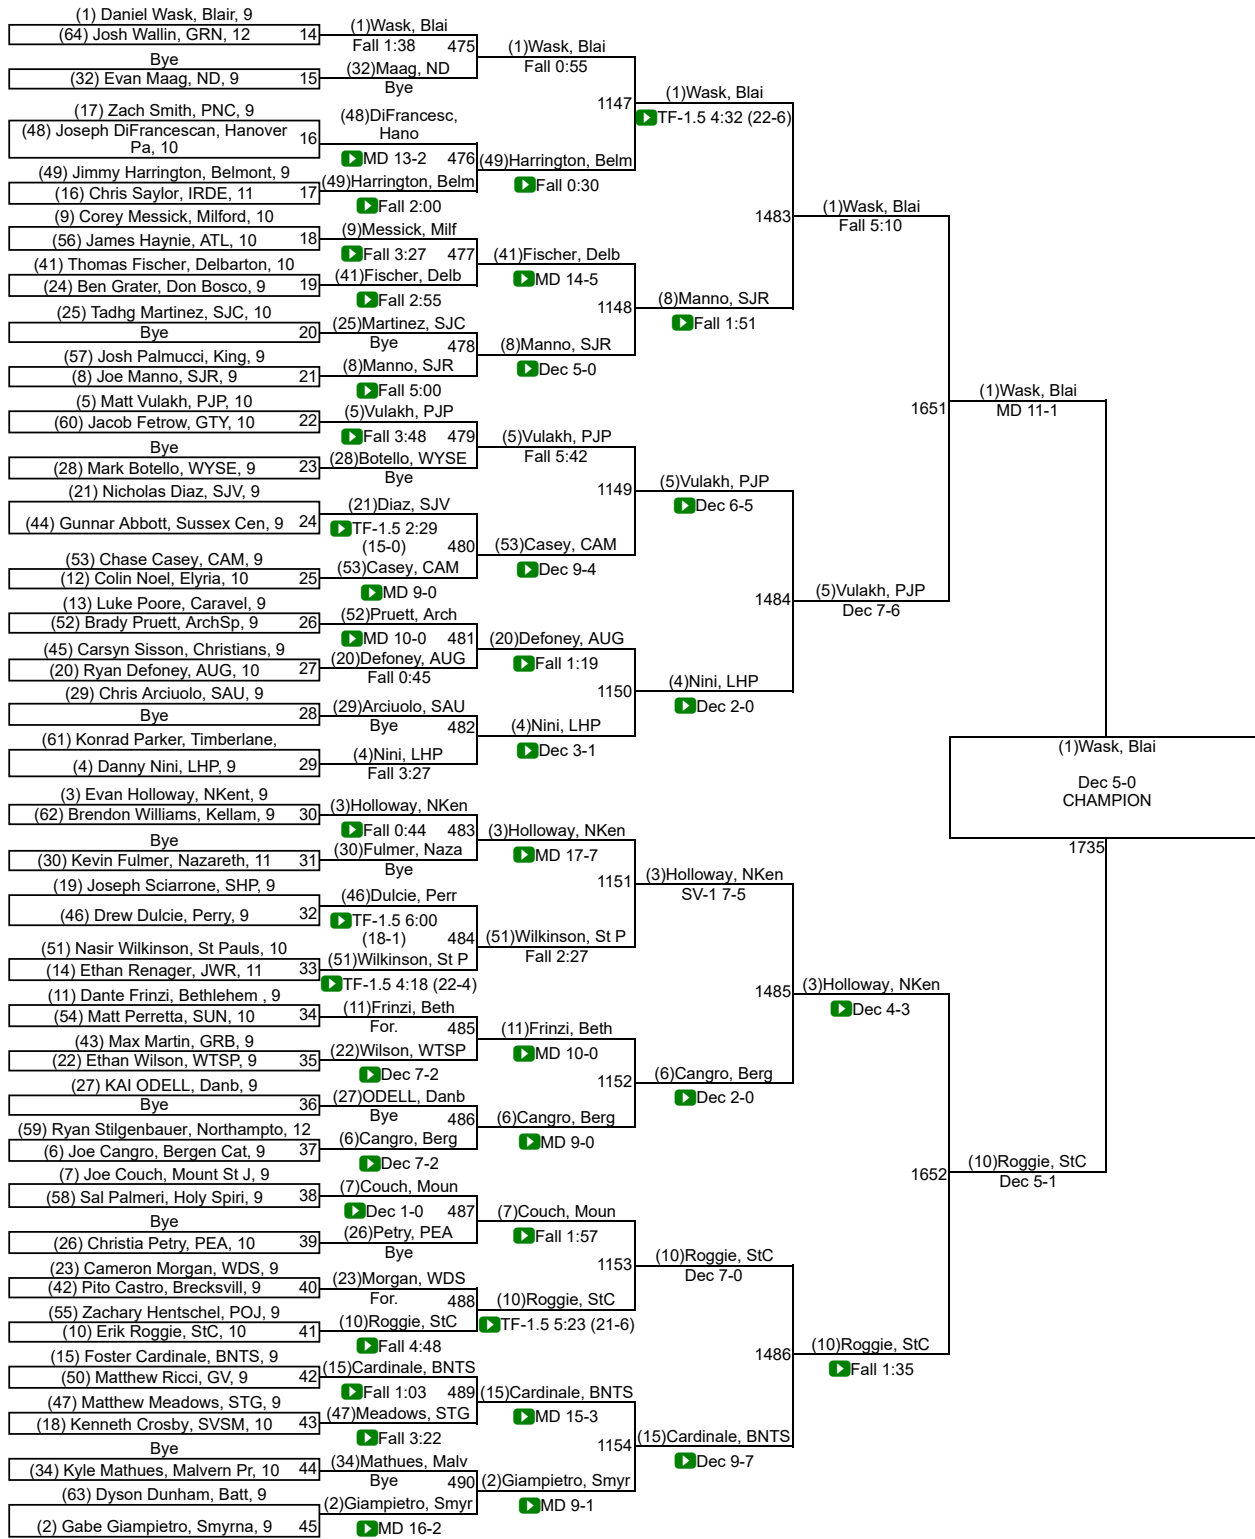 (1) Daniel Wask, Blair, 9
(64) Josh Wallin, GRN, 12
14
Bye
(32) Evan Maag, ND, 9
15
(17) Zach Smith, PNC, 9
(48) Joseph DiFrancescan, Hanover
Pa, 10
16
(49) Jimmy Harrington, Belmont, 9
(16) Chris Saylor, IRDE, 11
17
(9) Corey Messick, Milford, 10
(56) James Haynie, ATL, 10
18
(41) Thomas Fischer, Delbarton, 10
(24) Ben Grater, Don Bosco, 9
19
(25) Tadhg Martinez, SJC, 10
Bye
20
(57) Josh Palmucci, King, 9
(8) Joe Manno, SJR, 9
21
(5) Matt Vulakh, PJP, 10
(60) Jacob Fetrow, GTY, 10
22
Bye
(28) Mark Botello, WYSE, 9
23
(21) Nicholas Diaz, SJV, 9
(44) Gunnar Abbott, Sussex Cen, 9
24
(53) Chase Casey, CAM, 9
(12) Colin Noel, Elyria, 10
25
(13) Luke Poore, Caravel, 9
(52) Brady Pruett, ArchSp, 9
26
(45) Carsyn Sisson, Christians, 9
(20) Ryan Defoney, AUG, 10
27
(29) Chris Arciuolo, SAU, 9
Bye
28
(61) Konrad Parker, Timberlane,
(4) Danny Nini, LHP, 9
29
(3) Evan Holloway, NKent, 9
(62) Brendon Williams, Kellam, 9
30
Bye
(30) Kevin Fulmer, Nazareth, 11
31
(19) Joseph Sciarrone, SHP, 9
(46) Drew Dulcie, Perry, 9
32
(51) Nasir Wilkinson, St Pauls, 10
(14) Ethan Renager, JWR, 11
33
(11) Dante Frinzi, Bethlehem , 9
(54) Matt Perretta, SUN, 10
34
(43) Max Martin, GRB, 9
(22) Ethan Wilson, WTSP, 9
35
(27) KAI ODELL, Danb, 9
Bye
36
(59) Ryan Stilgenbauer, Northampto, 12
(6) Joe Cangro, Bergen Cat, 9
37
(7) Joe Couch, Mount St J, 9
(58) Sal Palmeri, Holy Spiri, 9
38
Bye
(26) Christia Petry, PEA, 10
39
(23) Cameron Morgan, WDS, 9
(42) Pito Castro, Brecksvill, 9
40
(55) Zachary Hentschel, POJ, 9
(10) Erik Roggie, StC, 10
41
(15) Foster Cardinale, BNTS, 9
(50) Matthew Ricci, GV, 9
42
(47) Matthew Meadows, STG, 9
(18) Kenneth Crosby, SVSM, 10
43
Bye
(34) Kyle Mathues, Malvern Pr, 10
44
(63) Dyson Dunham, Batt, 9
(2) Gabe Giampietro, Smyrna, 9
45
(1)Wask, Blai
Fall 1:38
475
(32)Maag, ND
Bye
(48)DiFrancesc,
Hano
MD 13-2
476
(49)Harrington, Belm
Fall 2:00
(9)Messick, Milf
Fall 3:27
477
(41)Fischer, Delb
Fall 2:55
(25)Martinez, SJC
Bye
478
(8)Manno, SJR
Fall 5:00
(5)Vulakh, PJP
Fall 3:48
479
(28)Botello, WYSE
Bye
(21)Diaz, SJV
TF-1.5 2:29
(15-0)
480
(53)Casey, CAM
MD 9-0
(52)Pruett, Arch
MD 10-0
481
(20)Defoney, AUG
Fall 0:45
(29)Arciuolo, SAU
Bye
482
(4)Nini, LHP
Fall 3:27
(3)Holloway, NKen
Fall 0:44
483
(30)Fulmer, Naza
Bye
(46)Dulcie, Perr
TF-1.5 6:00
(18-1)
484
(51)Wilkinson, St P
TF-1.5 4:18 (22-4)
(11)Frinzi, Beth
For.
485
(22)Wilson, WTSP
Dec 7-2
(27)ODELL, Danb
Bye
486
(6)Cangro, Berg
Dec 7-2
(7)Couch, Moun
Dec 1-0
487
(26)Petry, PEA
Bye
(23)Morgan, WDS
For.
488
(10)Roggie, StC
Fall 4:48
(15)Cardinale, BNTS
Fall 1:03
489
(47)Meadows, STG
Fall 3:22
(34)Mathues, Malv
Bye
490
(2)Giampietro, Smyr
MD 16-2
(1)Wask, Blai
Fall 0:55
1147
(49)Harrington, Belm
Fall 0:30
(41)Fischer, Delb
MD 14-5
1148
(8)Manno, SJR
Dec 5-0
(5)Vulakh, PJP
Fall 5:42
1149
(53)Casey, CAM
Dec 9-4
(20)Defoney, AUG
Fall 1:19
1150
(4)Nini, LHP
Dec 3-1
(3)Holloway, NKen
MD 17-7
1151
(51)Wilkinson, St P
Fall 2:27
(11)Frinzi, Beth
MD 10-0
1152
(6)Cangro, Berg
MD 9-0
(7)Couch, Moun
Fall 1:57
1153
(10)Roggie, StC
TF-1.5 5:23 (21-6)
(15)Cardinale, BNTS
MD 15-3
1154
(2)Giampietro, Smyr
MD 9-1
(1)Wask, Blai
TF-1.5 4:32 (22-6)
1483
(8)Manno, SJR
Fall 1:51
(5)Vulakh, PJP
Dec 6-5
1484
(4)Nini, LHP
Dec 2-0
(3)Holloway, NKen
SV-1 7-5
1485
(6)Cangro, Berg
Dec 2-0
(10)Roggie, StC
Dec 7-0
1486
(15)Cardinale, BNTS
Dec 9-7
(1)Wask, Blai
Fall 5:10
1651
(5)Vulakh, PJP
Dec 7-6
(3)Holloway, NKen
Dec 4-3
1652
(10)Roggie, StC
Fall 1:35
(1)Wask, Blai
MD 11-1
(10)Roggie, StC
Dec 5-1
(1)Wask, Blai
Dec 5-0
CHAMPION
1735